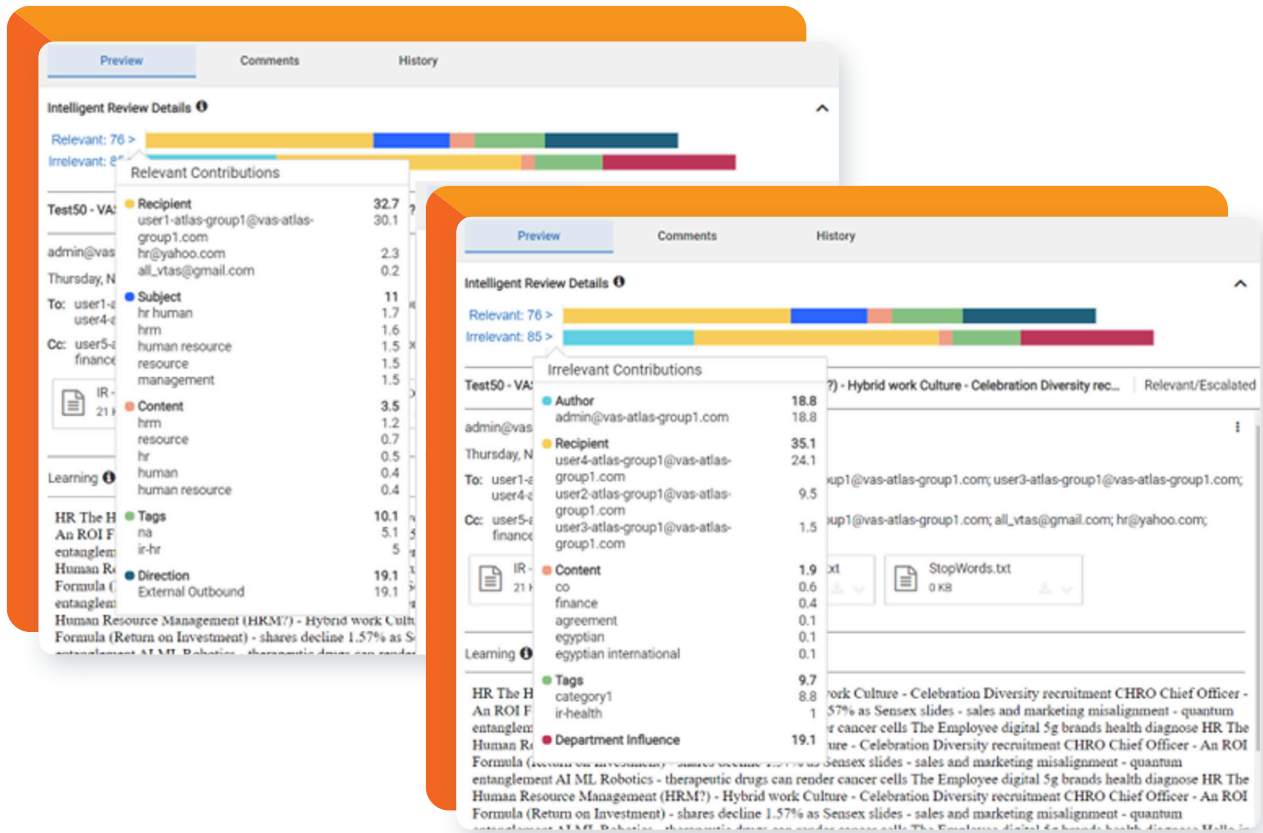 Preview Comments History
Intelligent Review Details
Relevant: 76 >
Irrelevant: 8
Relevant Contributions
Test50 - VA
Recipient 32.7
user1-atlas-group1@vas-atlas- 30.1
group1.com
hr@yahoo.com 2.3
all_vtas@gmail.com 0.2
admin@vas
Thursday, N
To: user1-a
user4-a
Cc: user5-a
finance
Subject 11
hr human 1.7
hrm 1.6
human resource 1.5
resource 1.5
management 1.5
IR -
21
Content 3.5
hrm 1.2
resource 0.7
hr 0.5
human 0.4
human resource 0.4
Learning
Tags 10.1
na 5.1
ir-hr 5
Direction 19.1
External Outbound 19.1
HR The H
An ROI F
entanglem
Human Re
Formula (
entanglem
Human Resource Management (HRM?) - Hybrid work Cultu
Formula (Return on Investment) - shares decline 1.57% as S
entanglement AI ML Robotics - therapeutic drugs can render
Preview Comments History
Intelligent Review Details
Relevant: 76 >
Irrelevant: 85 >
Irrelevant Contributions
Test50 - VA ?) - Hybrid work Culture - Celebration Diversity rec... Relevant/Escalated
Author 18.8
admin@vas-atlas-group1.com 18.8
Recipient 35.1
user4-atlas-group1@vas-atlas- 24.1
group1.com
user2-atlas-group1@vas-atlas- 9.5
group1.com
user3-atlas-group1@vas-atlas- 1.5
group1.com
Content 1.9
co 0.6
finance 0.4
agreement 0.1
egyptian 0.1
egyptian international 0.1
Tags 9.7
category1 8.8
ir-health 1
Department Influence 19.1
admin@vas
Thursday, N
To: user1-a up1@vas-atlas-group1.com; user3-atlas-group1@vas-atlas-group1.com;
user4-a
Cc: user5-a up1@vas-atlas-group1.com; all_vtas@gmail.com; hr@yahoo.com;
finance
IR - xt
21
StopWords.txt
0 KB
Learning
HR The H ork Culture - Celebration Diversity recruitment CHRO Chief Officer -
An ROI F 57% as Sensex slides - sales and marketing misalignment - quantum
entanglem er cancer cells The Employee digital 5g brands health diagnose HR The
Human Re ure - Celebration Diversity recruitment CHRO Chief Officer - An ROI
Formula (Return on Investment) - shares decline 1.57% as Sensex slides - sales and marketing misalignment - quantum
entanglement AI ML Robotics - therapeutic drugs can render cancer cells The Employee digital 5g brands health diagnose HR The
Human Resource Management (HRM?) - Hybrid work Culture - Celebration Diversity recruitment CHRO Chief Officer - An ROI
Formula (Return on Investment) - shares decline 1.57% as Sensex slides - sales and marketing misalignment - quantum